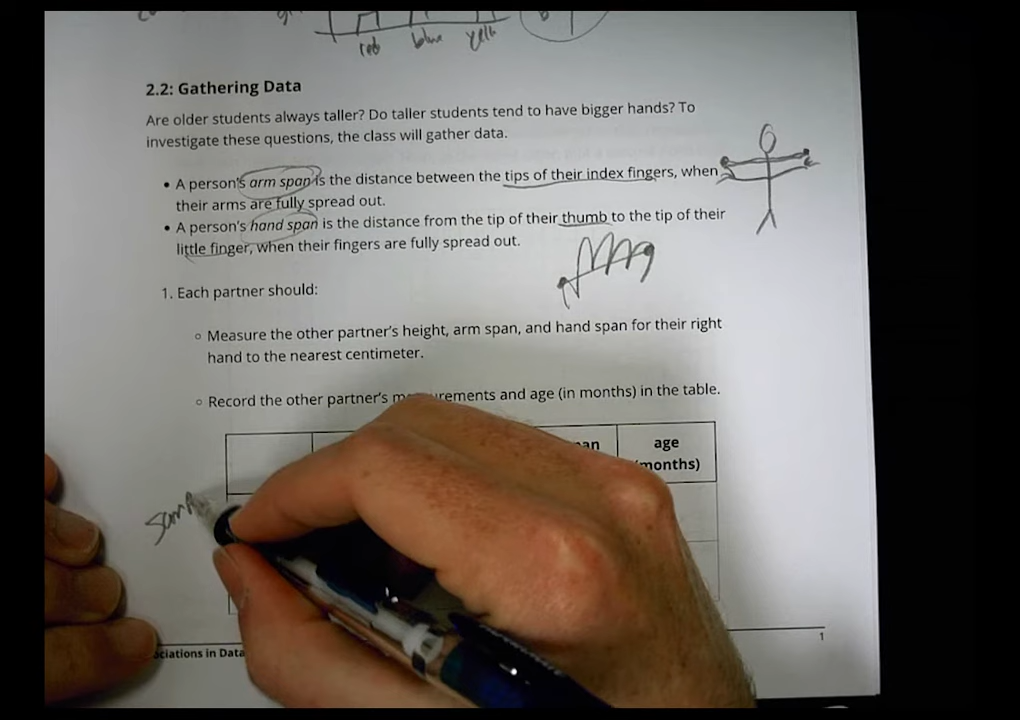 red blue
2.2: Gathering Data
Are older students always taller? Do taller students tend to have bigger hands? To
investigate these questions, the class will gather data.
• A person's arm span is the distance between the tips of their index fingers, when
their arms are fully spread out.
• A person's hand span is the distance from the tip of their thumb to the tip of their
little finger, when their fingers are fully spread out.
1. Each partner should:
○ Measure the other partner's height, arm span, and hand span for their right
hand to the nearest centimeter.
○ Record the other partner's measurements and age (in months) in the table.
age
months)
1
ciations in Data